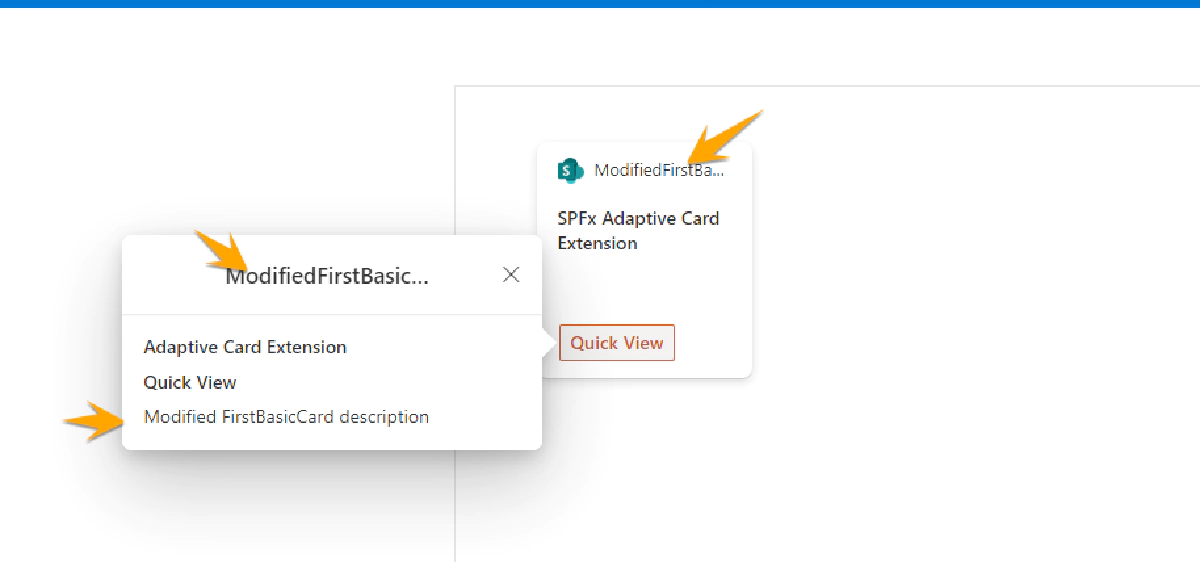 S
ModifiedFirstBa...
SPFx Adaptive Card
Extension
Quick View
ModifiedFirstBasic...
Adaptive Card Extension
Quick View
Modified FirstBasicCard description